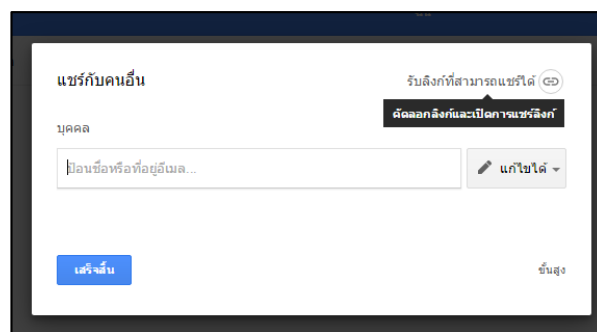 แชร์กับคนอื่น
รับลิงก์ที่สามารถแชร์ได้
คัดลอกลิงก์และเปิดการแชร์ลิงก์
บุคคล
ป้อนชื่อหรือที่อยู่อีเมล...
แก้ไขได้
เสร็จสิ้น
ขั้นสูง